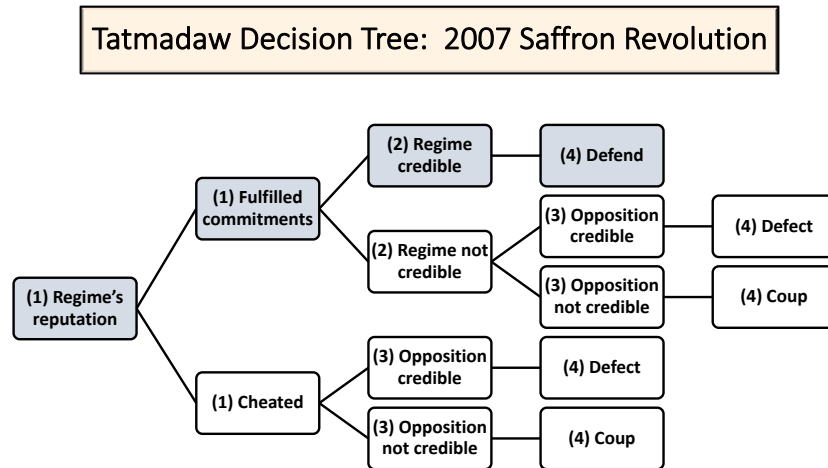 Tatmadaw Decision Tree:  2007 Saffron Revolution
(2) Regime
credible
(4) Defend
(1) Fulfilled
commitments
(3) Opposition
credible
(4) Defect
(2) Regime not
credible
(3) Opposition
not credible
(4) Coup
(1) Regime's
reputation
(3) Opposition
credible
(4) Defect
(1) Cheated
(3) Opposition
not credible
(4) Coup